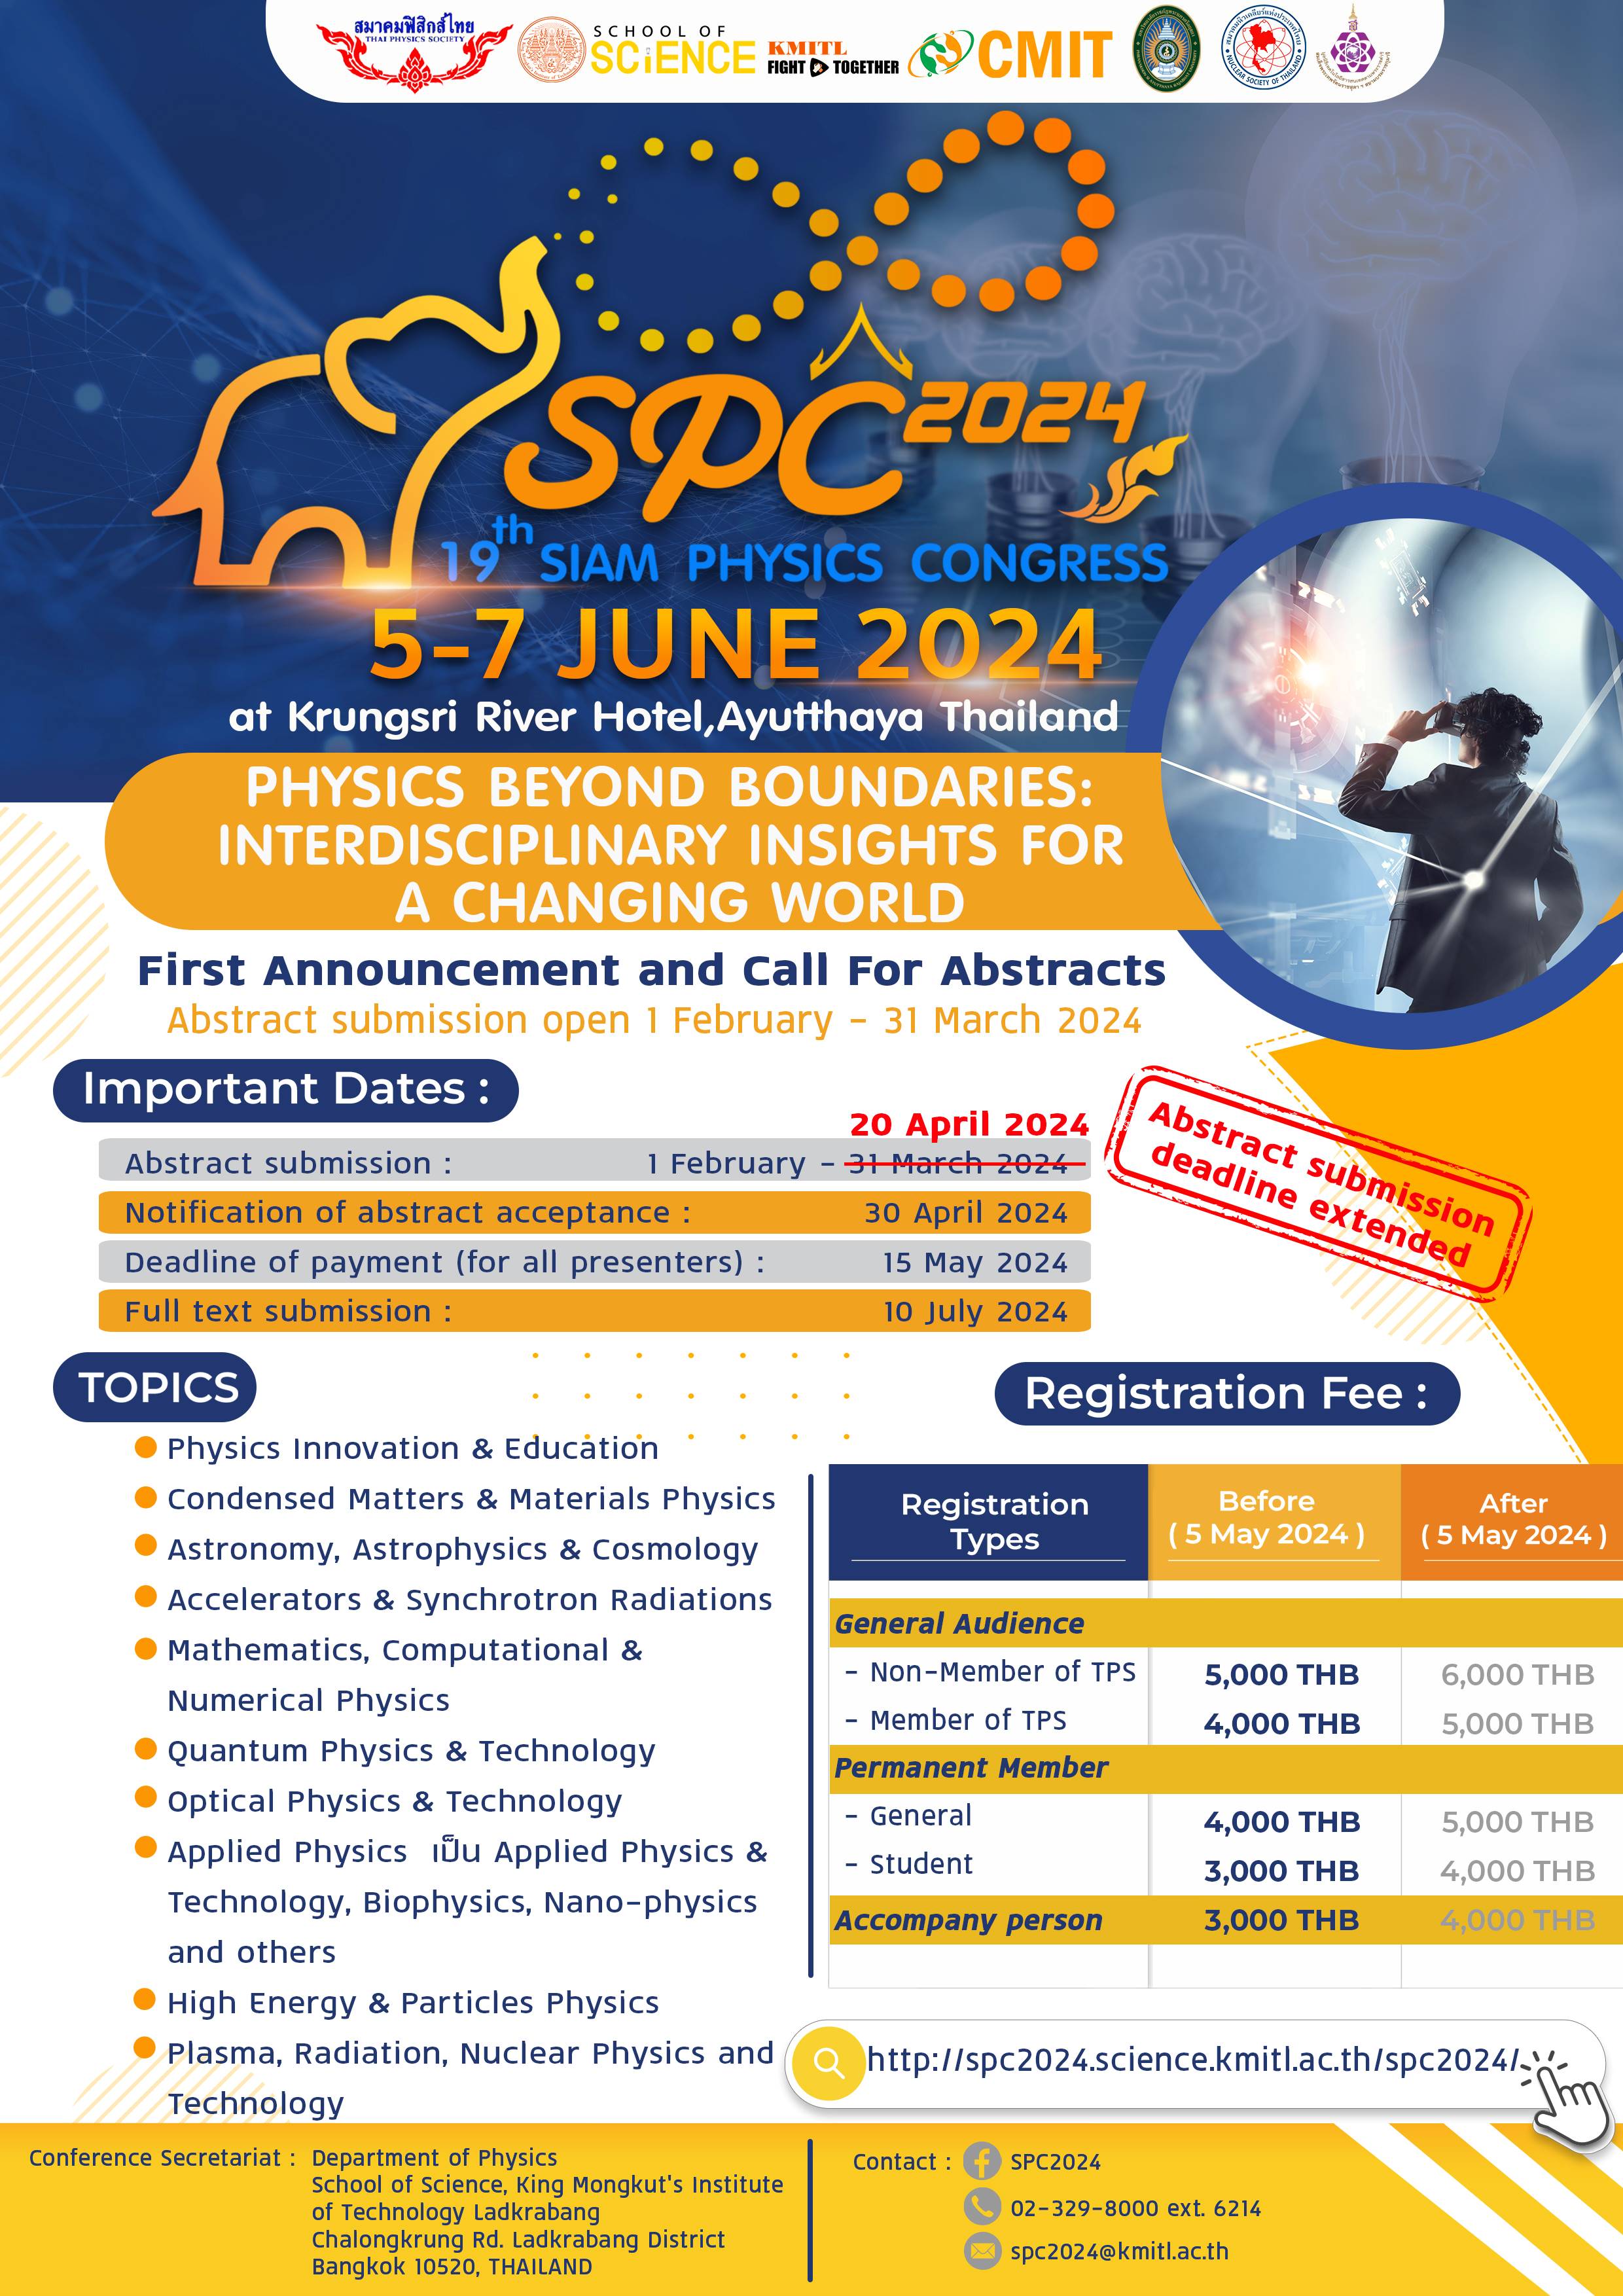 สมาคมฟิสิกส์ไทย
THAI PHYSICS SOCIETY
SCHOOL OF
SCiENCE
KMITL
FIGHT TOGETHER
CMIT
NUCLEAR SOCIETY OF THAILAND
SPC 2024
19th SIAM PHYSICS CONGRESS
5-7 JUNE 2024
at Krungsri River Hotel,Ayutthaya Thailand
PHYSICS BEYOND BOUNDARIES:
INTERDISCIPLINARY INSIGHTS FOR
A CHANGING WORLD
First Announcement and Call For Abstracts
Abstract submission open 1 February - 31 March 2024
Important Dates :
20 April 2024
Abstract submission : 1 February - 31 March 2024
Notification of abstract acceptance : 30 April 2024
Deadline of payment (for all presenters) : 15 May 2024
Full text submission : 10 July 2024
Abstract submission
deadline extended
TOPICS
Physics Innovation & Education
Condensed Matters & Materials Physics
Astronomy, Astrophysics & Cosmology
Accelerators & Synchrotron Radiations
Mathematics, Computational &
Numerical Physics
Quantum Physics & Technology
Optical Physics & Technology
Applied Physics เป็น Applied Physics &
Technology, Biophysics, Nano-physics
and others
High Energy & Particles Physics
Plasma, Radiation, Nuclear Physics and
Technology
Registration Fee :
Registration
Types
Before
( 5 May 2024 )
After
( 5 May 2024 )
General Audience
- Non-Member of TPS 5,000 THB 6,000 THB
- Member of TPS 4,000 THB 5,000 THB
Permanent Member
- General 4,000 THB 5,000 THB
- Student 3,000 THB 4,000 THB
Accompany person 3,000 THB 4,000 THB
http://spc2024.science.kmitl.ac.th/spc2024/
Conference Secretariat : Department of Physics
School of Science, King Mongkut's Institute
of Technology Ladkrabang
Chalongkrung Rd. Ladkrabang District
Bangkok 10520, THAILAND
Contact : SPC2024
02-329-8000 ext. 6214
spc2024@kmitl.ac.th